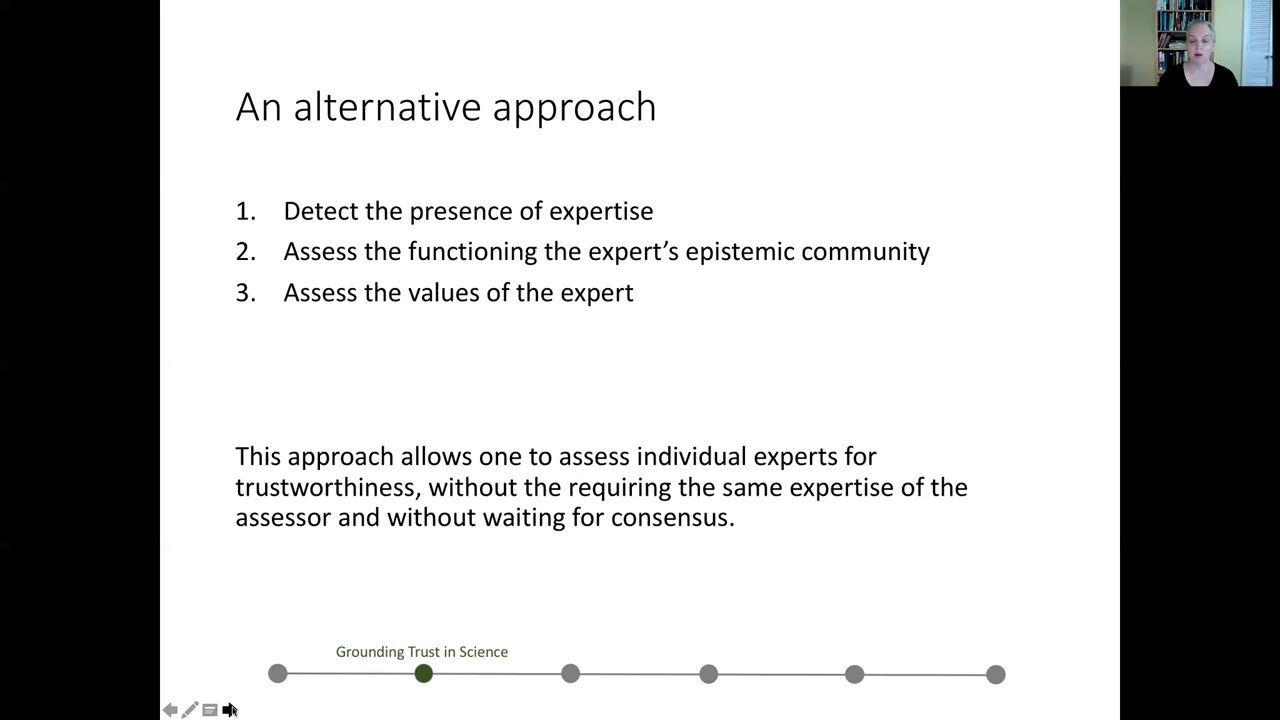 An alternative approach
1. Detect the presence of expertise
2. Assess the functioning the expert’s epistemic community
3. Assess the values of the expert
This approach allows one to assess individual experts for
trustworthiness, without the requiring the same expertise of the
assessor and without waiting for consensus.
Grounding Trust in Science